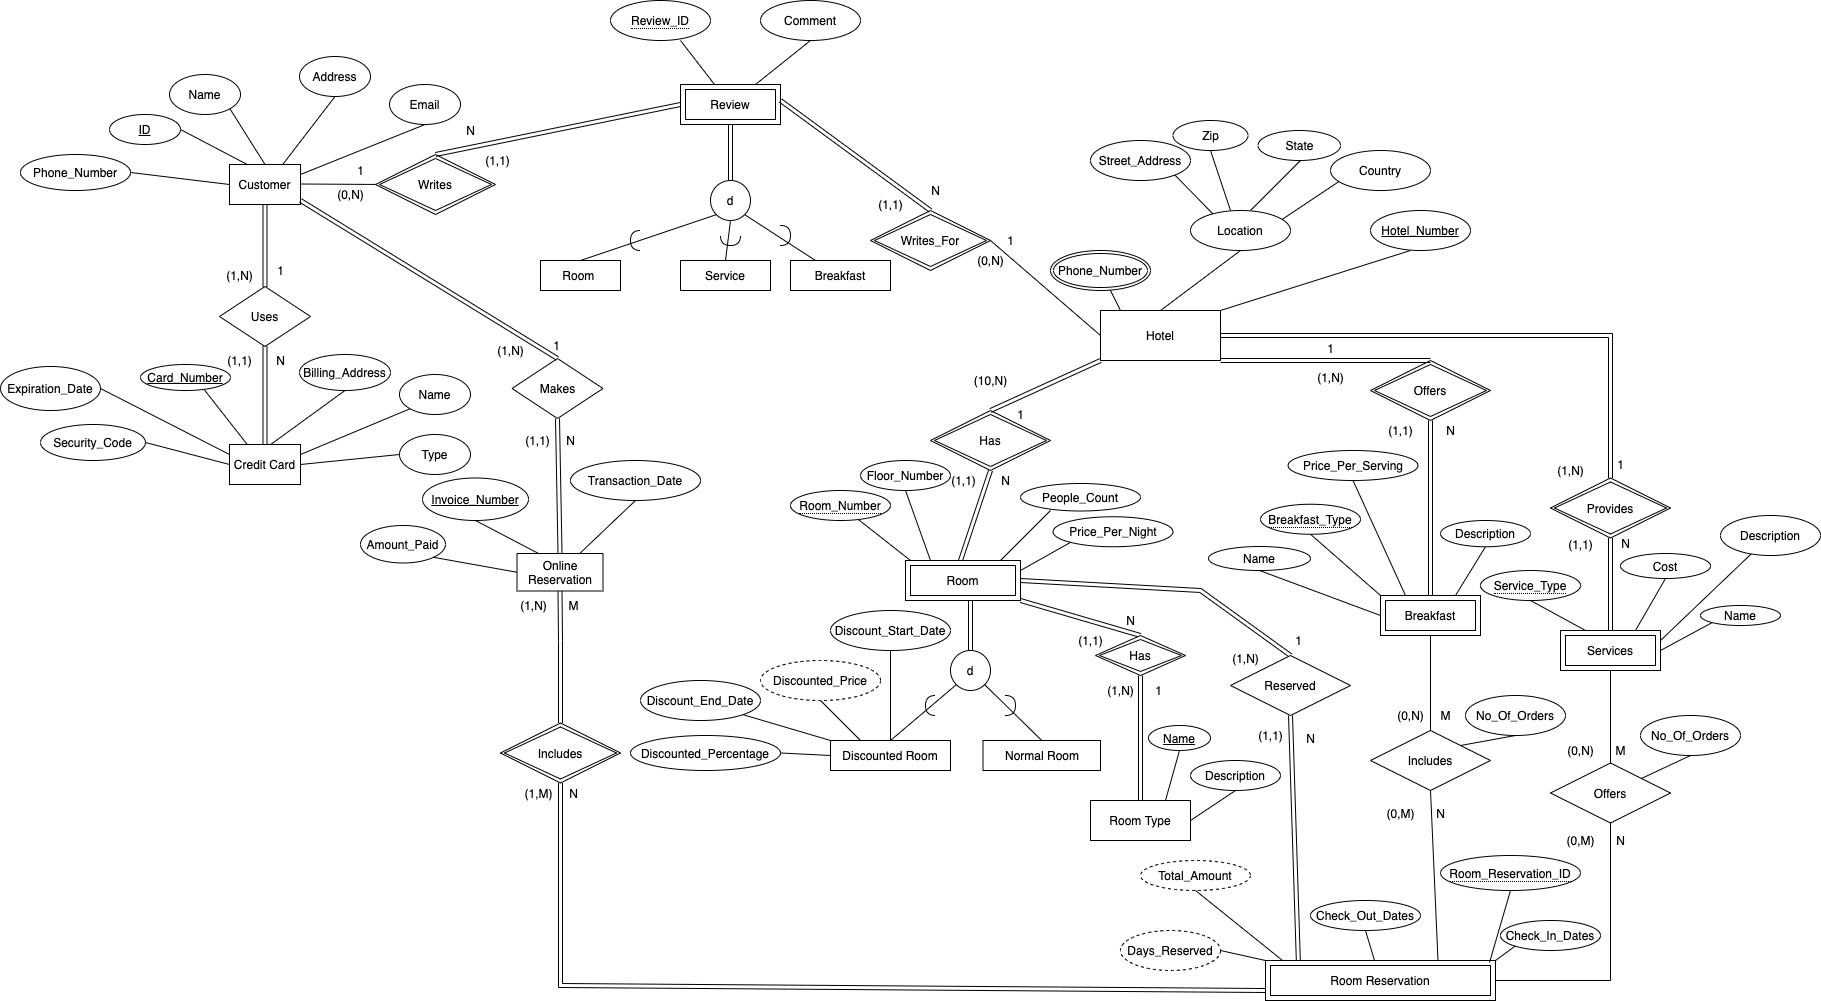 Review_ID
Comment
Address
Name
Email
ID
Phone_Number
Customer
Review
N
(1,1)
1
(0,N)
Writes
d
Room
Service
Breakfast
N
(1,1)
Writes_For
1
(0,N)
Zip
State
Street_Address
Country
Location
Hotel_Number
Phone_Number
Hotel
(1,N)
1
Uses
(1,1)
N
Card_Number
Billing_Address
Expiration_Date
Name
Security_Code
Type
Credit Card
(1,N)
1
Makes
(1,1)
N
Invoice_Number
Transaction_Date
Amount_Paid
Online
Reservation
(1,N)
M
Includes
(1,M)
N
(10,N)
1
Has
(1,1)
N
Floor_Number
Room_Number
People_Count
Price_Per_Night
Room
Discount_Start_Date
Discounted_Price
Discount_End_Date
Discounted_Percentage
d
Discounted Room
Normal Room
N
(1,1)
Has
(1,N)
1
Name
Description
Room Type
1
(1,N)
Reserved
(1,1)
N
1
(1,N)
Offers
(1,1)
N
Price_Per_Serving
Breakfast_Type
Name
Description
Breakfast
(0,N)
M
No_Of_Orders
Includes
(0,M)
N
1
(1,N)
Provides
(1,1)
N
Description
Service_Type
Cost
Name
Services
(0,N)
M
No_Of_Orders
Offers
(0,M)
N
Total_Amount
Days_Reserved
Check_Out_Dates
Room_Reservation_ID
Check_In_Dates
Room Reservation